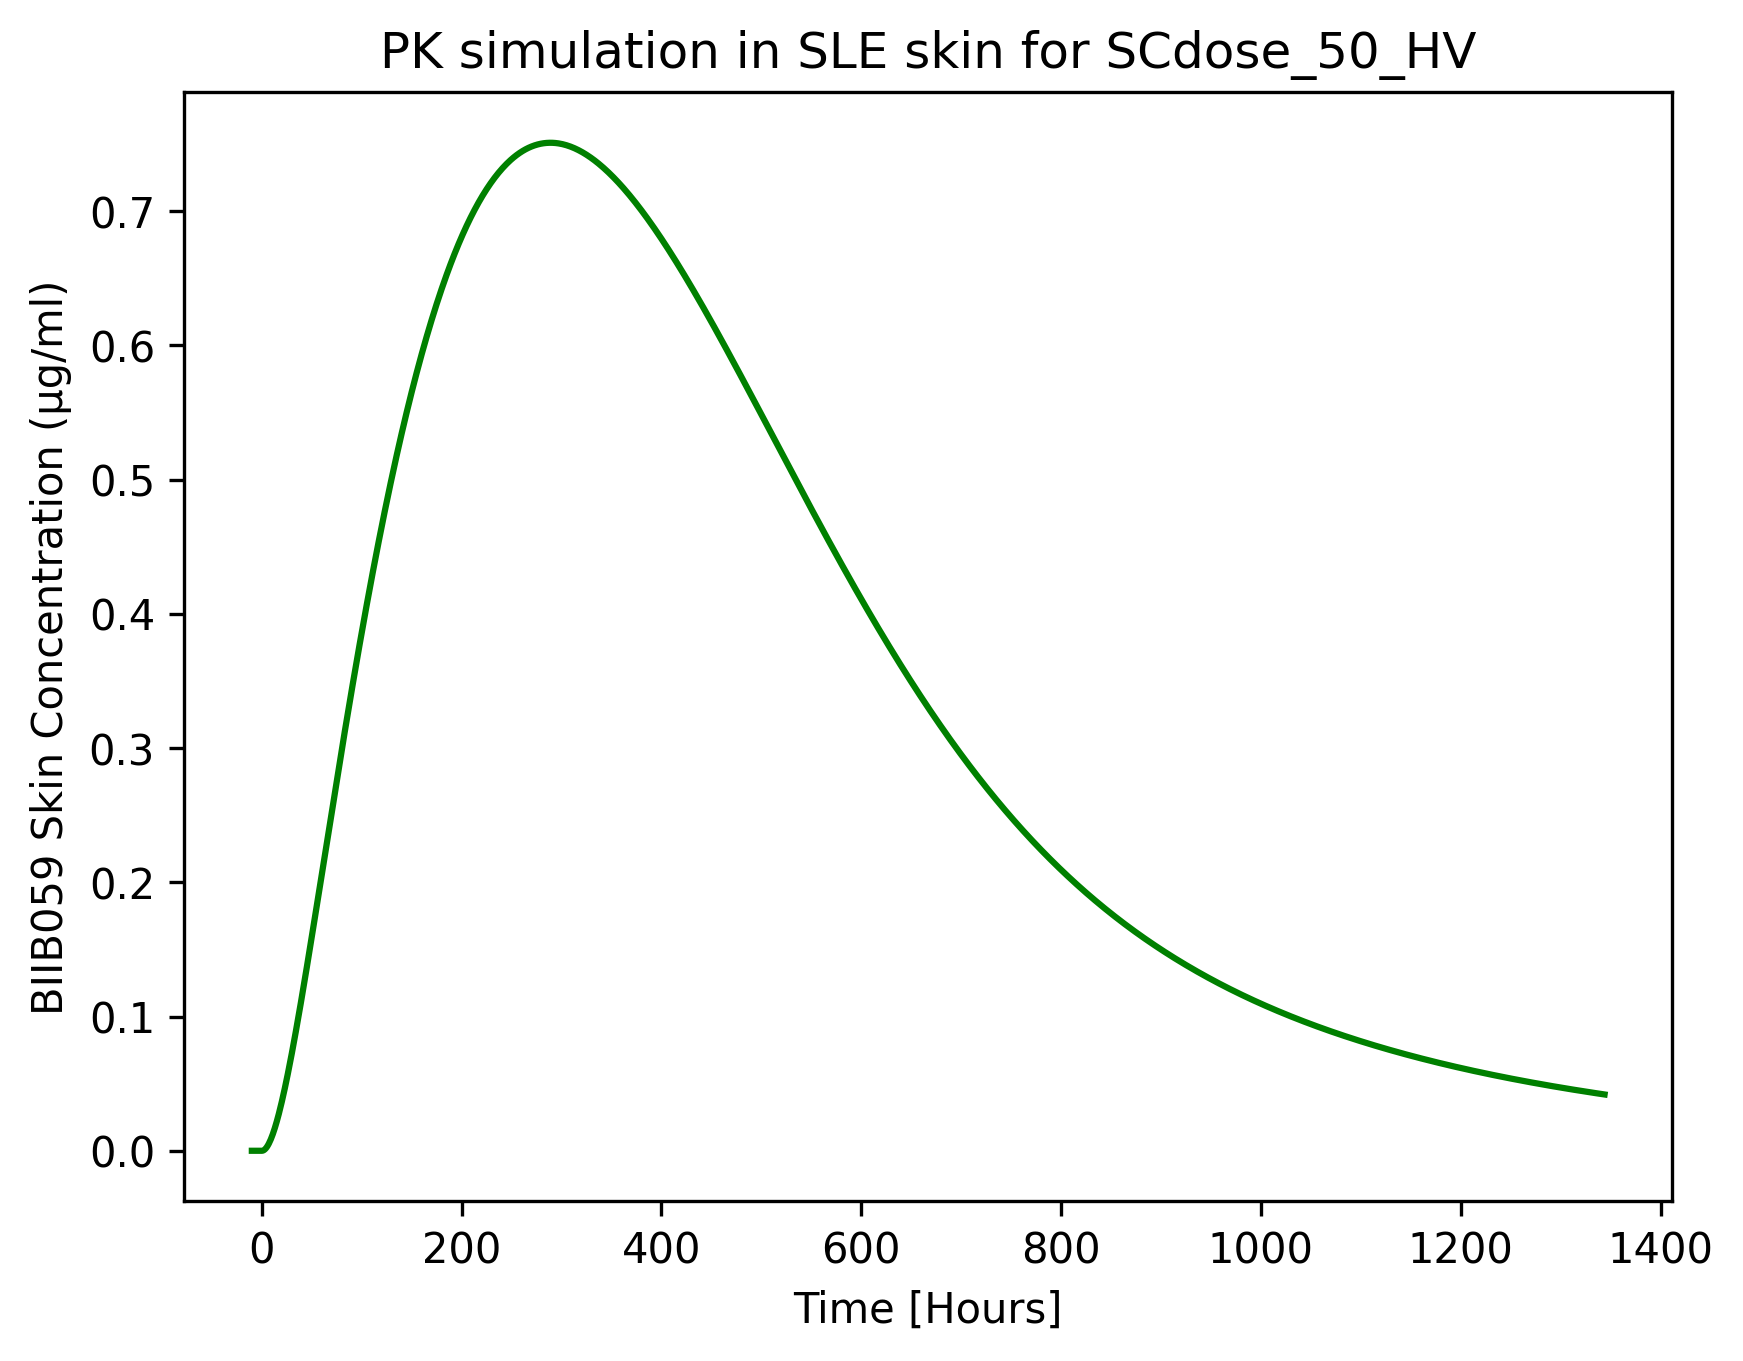 PK simulation in SLE skin for SCdose_50_HV
BIIB059 Skin Concentration (µg/ml)
0.7
0.6
0.5
0.4
0.3
0.2
0.1
0.0
0 200 400 600 800 1000 1200 1400
Time [Hours]